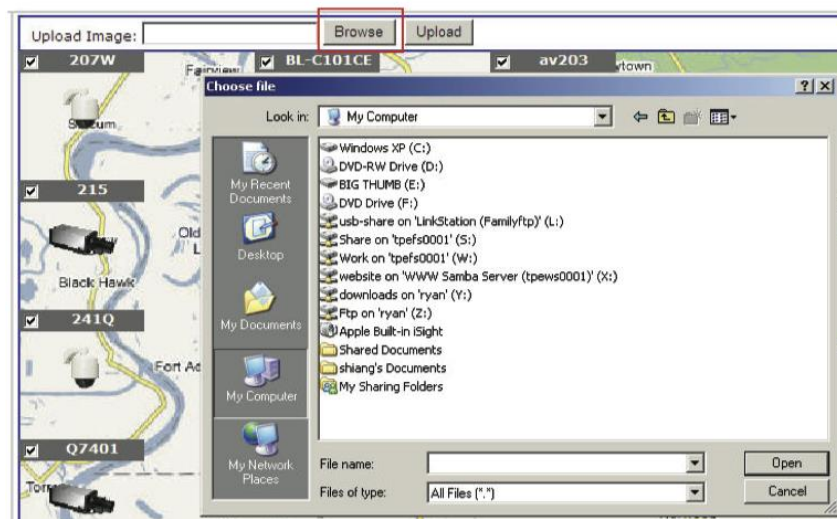 Upload Image:
Browse
Upload
207W
BL-C101CE
av203
Fairview
ytown
Choose file
Look in:
My Computer
Windows XP (C:)
DVD-RW Drive (D:)
BIG THUMB (E:)
DVD Drive (F:)
usb-share on 'LinkStation (Familyftp)' (L:)
Share on 'tpefs0001' (S:)
Work on 'tpefs0001' (W:)
website on 'WWW Samba Server (tpews0001)' (X:)
downloads on 'ryan' (Y:)
Ftp on 'ryan' (Z:)
Apple Built-in iSight
Shared Documents
shiang's Documents
My Sharing Folders
My Recent
Documents
Desktop
My Documents
My Computer
My Network
Places
215
Old
L
Black Hawk
241Q
Fort Ad
Q7401
File name:
Open
Files of type:
All Files (*.*)
Cancel